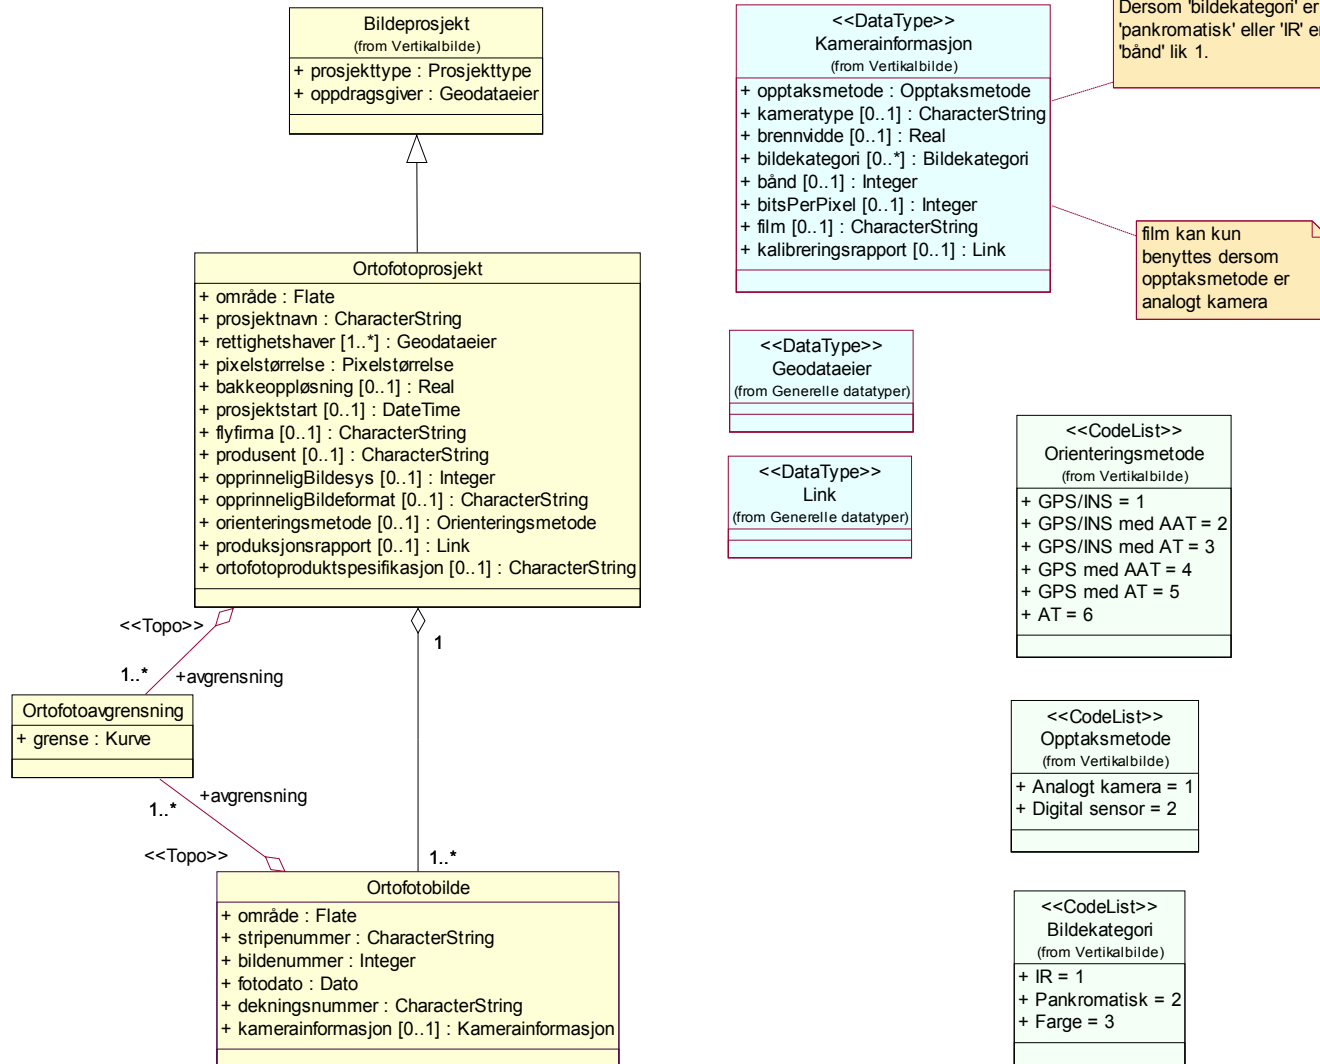 Bildeprosjekt
(from Vertikalbilde)
+ prosjekttype : Prosjekttype
+ oppdragsgiver : Geodataeier
<<DataType>>
Kamerainformasjon
(from Vertikalbilde)
+ opptaksmetode : Opptaksmetode
+ kameratype [0..1] : CharacterString
+ brennvidde [0..1] : Real
+ bildekategori [0..*] : Bildekategori
+ bånd [0..1] : Integer
+ bitsPerPixel [0..1] : Integer
+ film [0..1] : CharacterString
+ kalibreringsrapport [0..1] : Link
Dersom 'bildekategori' er
'pankromatisk' eller 'IR' er
'bånd' lik 1.
film kan kun
benyttes dersom
opptaksmetode er
analogt kamera
Ortofotoprosjekt
+ område : Flate
+ prosjektnavn : CharacterString
+ rettighetshaver [1..*] : Geodataeier
+ pixelstørrelse : Pixelstørrelse
+ bakkeoppløsning [0..1] : Real
+ prosjektstart [0..1] : DateTime
+ flyfirma [0..1] : CharacterString
+ produsent [0..1] : CharacterString
+ opprinneligBildesys [0..1] : Integer
+ opprinneligBildeformat [0..1] : CharacterString
+ orienteringsmetode [0..1] : Orienteringsmetode
+ produksjonsrapport [0..1] : Link
+ ortofotoproduktspesifikasjon [0..1] : CharacterString
<<DataType>>
Geodataeier
(from Generelle datatyper)
<<DataType>>
Link
(from Generelle datatyper)
<<CodeList>>
Orienteringsmetode
(from Vertikalbilde)
+ GPS/INS = 1
+ GPS/INS med AAT = 2
+ GPS/INS med AT = 3
+ GPS med AAT = 4
+ GPS med AT = 5
+ AT = 6
<<Topo>>
1
1..*
+avgrensning
Ortofotoavgrensning
+ grense : Kurve
+avgrensning
1..*
<<Topo>>
1..*
<<CodeList>>
Opptaksmetode
(from Vertikalbilde)
+ Analogt kamera = 1
+ Digital sensor = 2
Ortofotobilde
+ område : Flate
+ stripenummer : CharacterString
+ bildenummer : Integer
+ fotodato : Dato
+ dekningsnummer : CharacterString
+ kamerainformasjon [0..1] : Kamerainformasjon
<<CodeList>>
Bildekategori
(from Vertikalbilde)
+ IR = 1
+ Pankromatisk = 2
+ Farge = 3